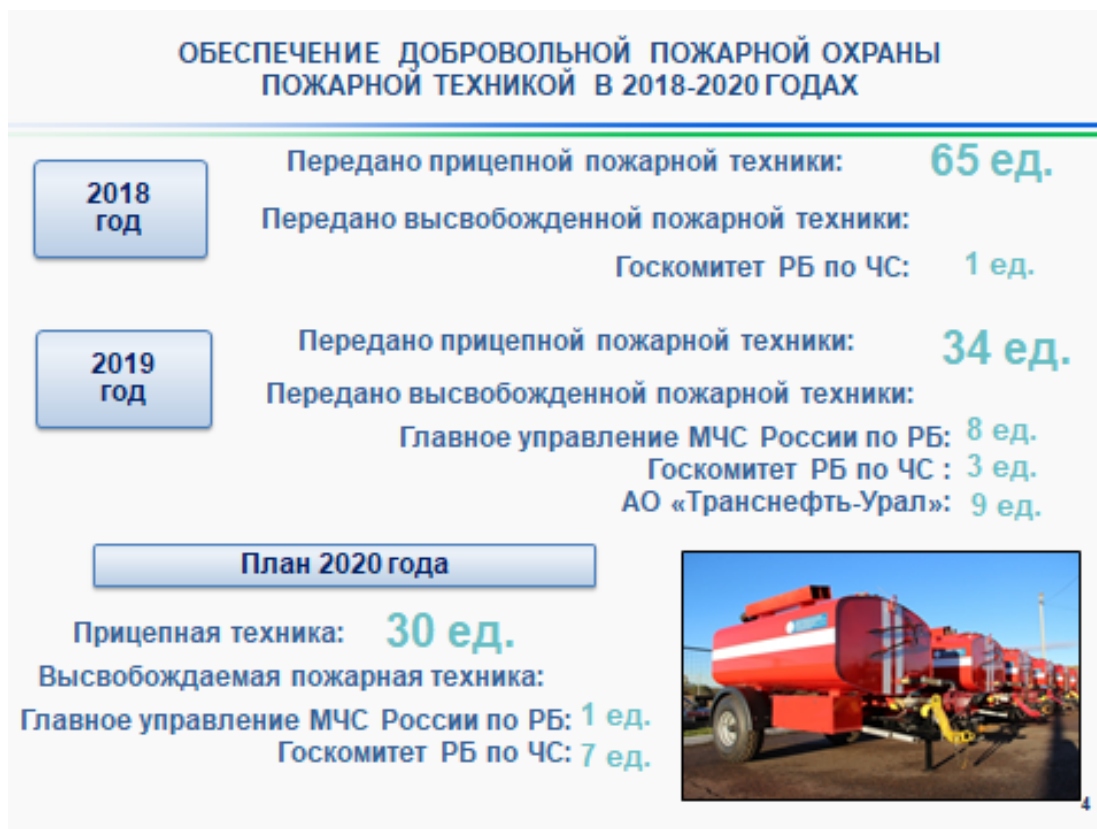 ОБЕСПЕЧЕНИЕ ДОБРОВОЛЬНОЙ ПОЖАРНОЙ ОХРАНЫ
ПОЖАРНОЙ ТЕХНИКОЙ В 2018-2020 ГОДАХ
2018
год
Передано прицепной пожарной техники: 65 ед.
Передано высвобожденной пожарной техники:
Госкомитет РБ по ЧС: 1 ед.
2019
год
Передано прицепной пожарной техники: 34 ед.
Передано высвобожденной пожарной техники:
Главное управление МЧС России по РБ: 8 ед.
Госкомитет РБ по ЧС : 3 ед.
АО «Транснефть-Урал»: 9 ед.
План 2020 года
Прицепная техника: 30 ед.
Высвобождаемая пожарная техника:
Главное управление МЧС России по РБ: 1 ед.
Госкомитет РБ по ЧС: 7 ед.
4